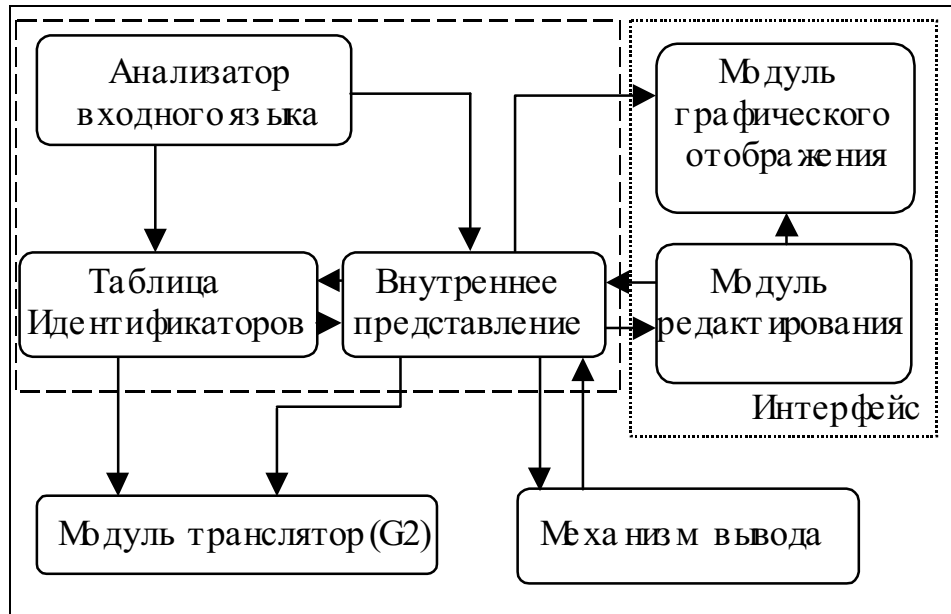 Анализатор
входного языка
Модуль
графического
отображения
Таблица
Идентификаторов
Внутреннее
представление
Модуль
редактирования
Интерфейс
Модуль транслятор(G2)
Механизм вывода